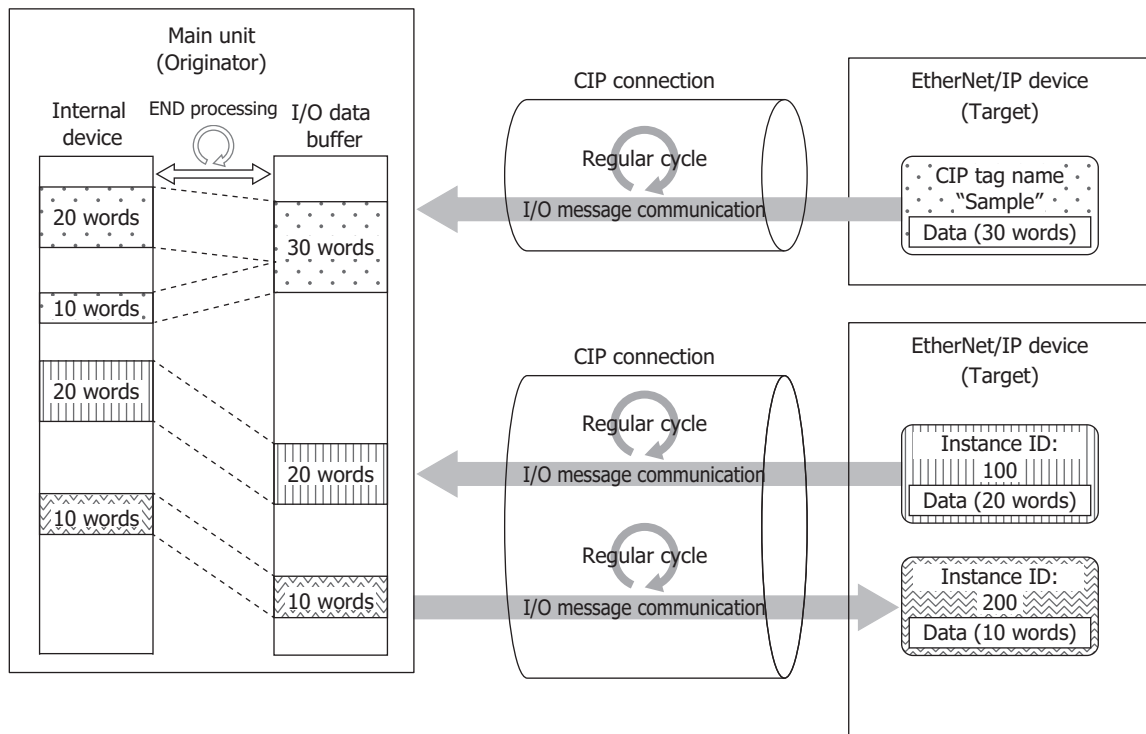 Main unit
(Originator)
Internal
device
END processing
I/O data
buffer
20 words
10 words
20 words
10 words
30 words
20 words
10 words
CIP connection
Regular cycle
I/O message communication
EtherNet/IP device
(Target)
CIP tag name
“Sample”
Data (30 words)
CIP connection
Regular cycle
I/O message communication
Regular cycle
I/O message communication
EtherNet/IP device
(Target)
Instance ID:
100
Data (20 words)
Instance ID:
200
Data (10 words)